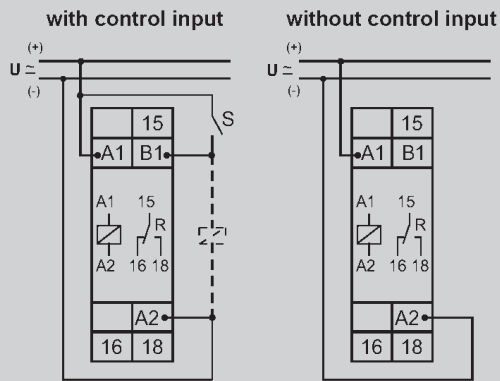 with control input
(+)
U ≃
(-)
S
15
A1 B1
A1 15
R
A2 16 18
A2
16 18
without control input
(+)
U ≃
(-)
15
A1 B1
A1 15
R
A2 16 18
A2
16 18